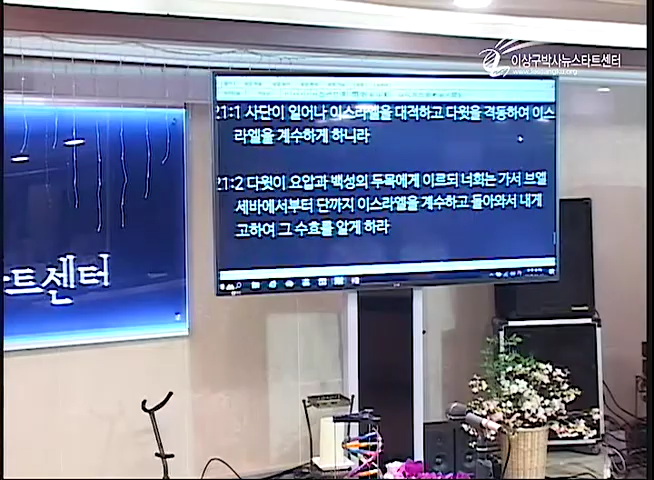 이상구박사뉴스타트센터
21:1 사단이 일어나 이스라엘을 대적하고 다윗을 격동하여 이스
라엘을 계수하게 하니라
21:2 다윗이 요압과 백성의 두목에게 이르되 너희는 가서 브엘
세바에서부터 단까지 이스라엘을 계수하고 돌아와서 내게
고하여 그 수효를 알게 하라
트센터